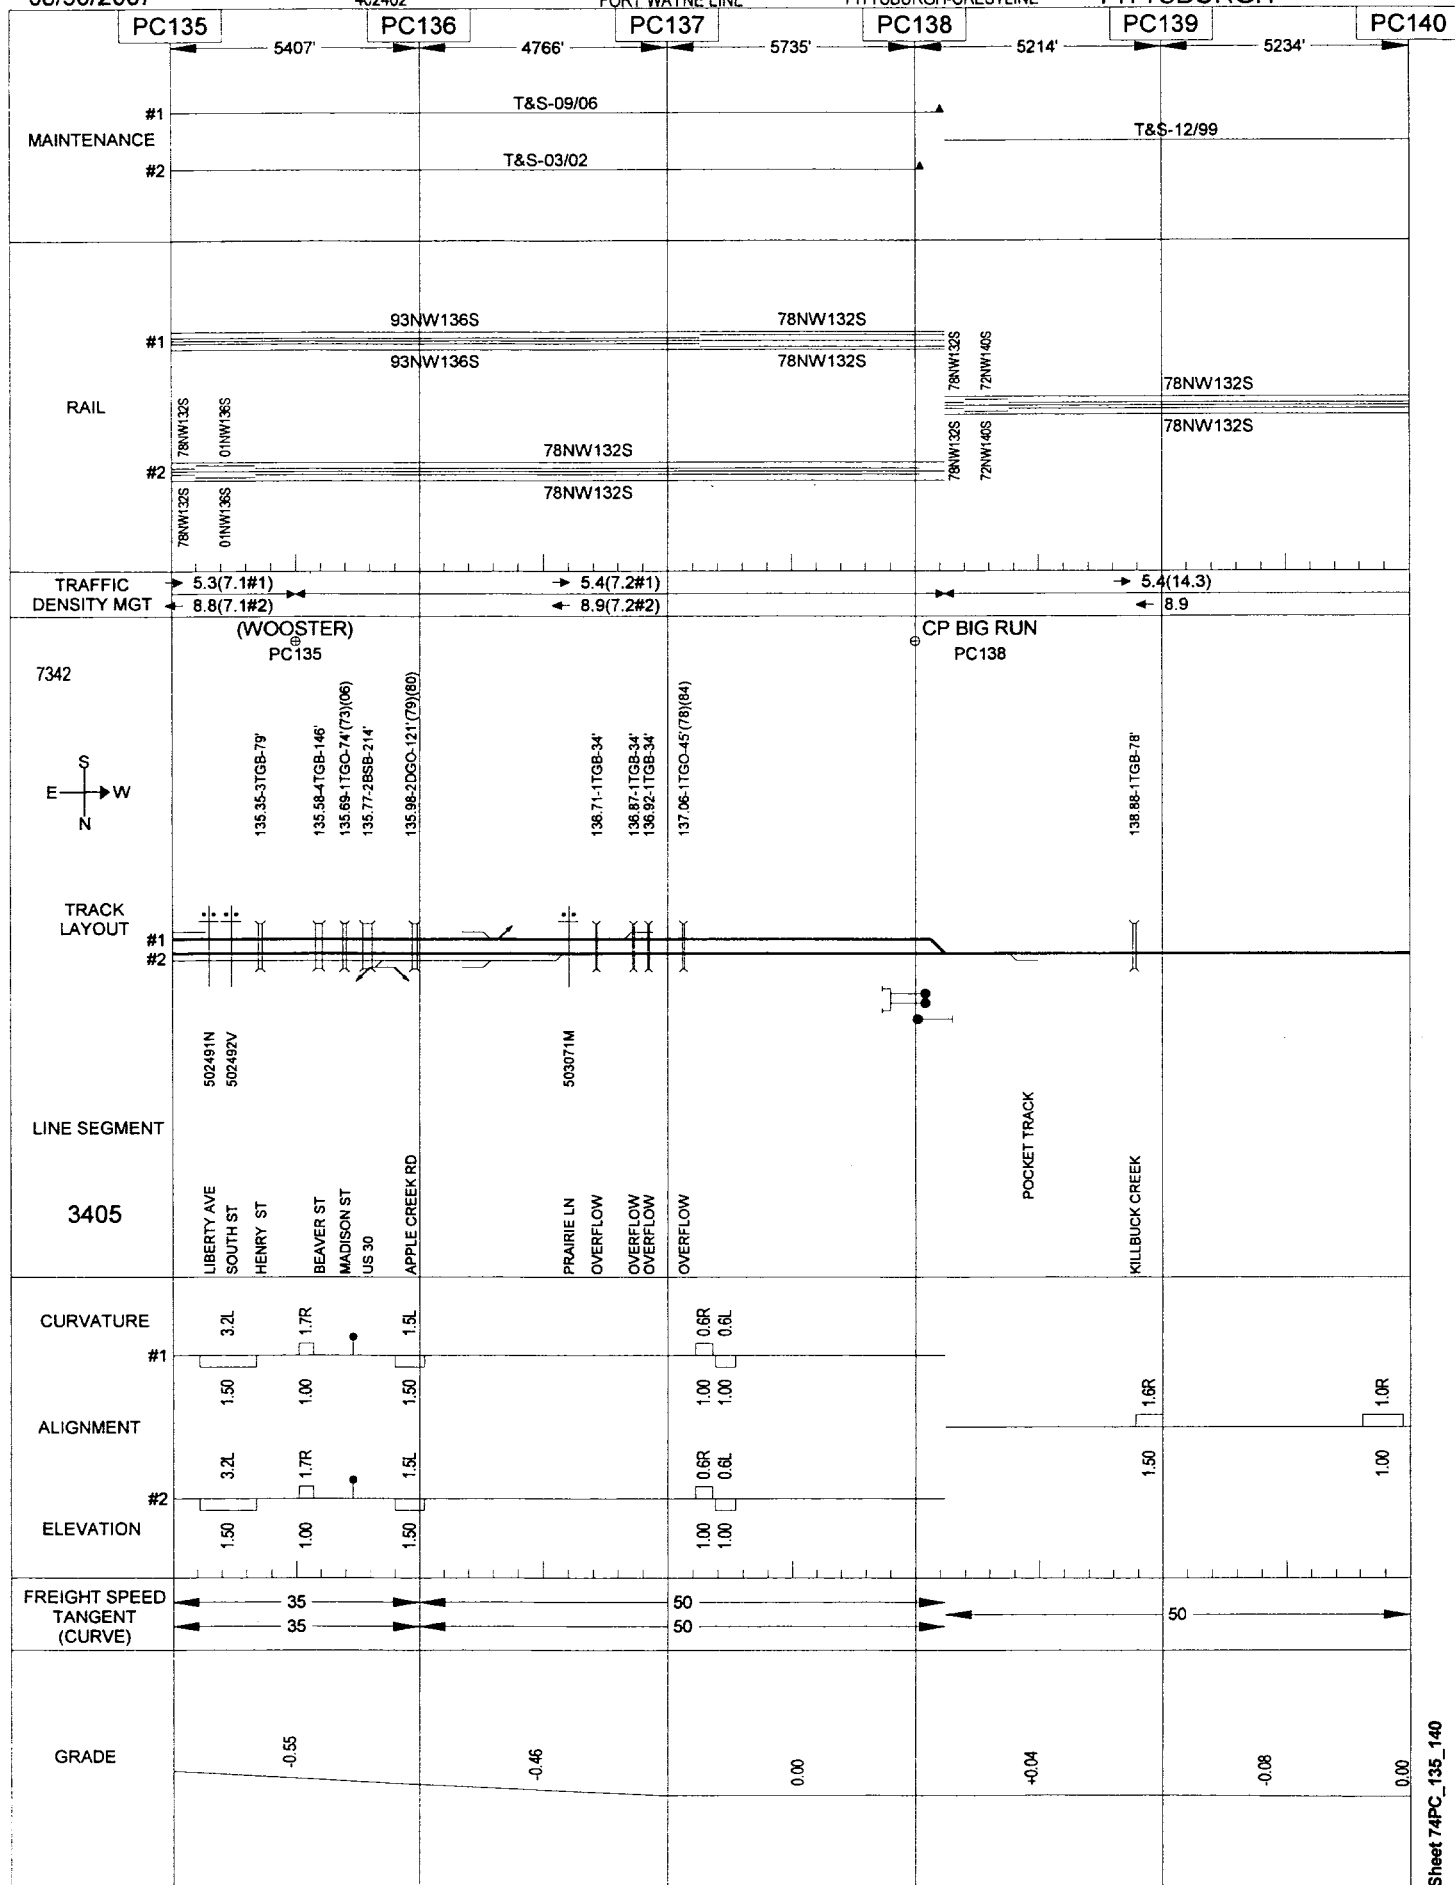 FORT WAYNE LINE
PC135
PC136
PC137
PC138
PC139
PC140
5407'
4766'
5735'
5214'
5234'
MAINTENANCE
#1
T&S-09/06
T&S-12/99
#2
T&S-03/02
RAIL
#1
93NW136S
78NW132S
93NW136S
78NW132S
78NW132S
72NW140S
78NW132S
78NW132S
78NW132S
72NW140S
#2
78NW132S
01NW136S
78NW132S
78NW132S
78NW132S
01NW136S
TRAFFIC
DENSITY MGT
5.3(7.1#1)
5.4(7.2#1)
5.4(14.3)
8.8(7.1#2)
8.9(7.2#2)
8.9
(WOOSTER)
PC135
CP BIG RUN
PC138
7342
S
E
W
N
135.35-3TGB-79'
135.58-4TGB-146'
135.69-1TGO-74'(73)(06)
135.77-2BSB-214'
135.98-2DGO-121'(79)(80)
136.71-1TGB-34'
136.87-1TGB-34'
136.92-1TGB-34'
137.06-1TGO-45'(78)(84)
138.88-1TGB-78'
TRACK
LAYOUT
#1
#2
502491N
502492V
503071M
LINE SEGMENT
3405
LIBERTY AVE
SOUTH ST
HENRY ST
BEAVER ST
MADISON ST
US 30
APPLE CREEK RD
PRAIRIE LN
OVERFLOW
OVERFLOW
OVERFLOW
OVERFLOW
POCKET TRACK
KILLBUCK CREEK
CURVATURE
#1
3.2L
1.7R
1.5L
0.6R
0.6L
1.50
1.00
1.50
1.00
1.00
ALIGNMENT
1.6R
1.0R
1.50
1.00
#2
3.2L
1.7R
1.5L
0.6R
0.6L
ELEVATION
1.50
1.00
1.50
1.00
1.00
FREIGHT SPEED
TANGENT
(CURVE)
35
50
50
35
50
GRADE
-0.55
-0.46
0.00
+0.04
-0.08
0.00
Sheet 74PC_135_140